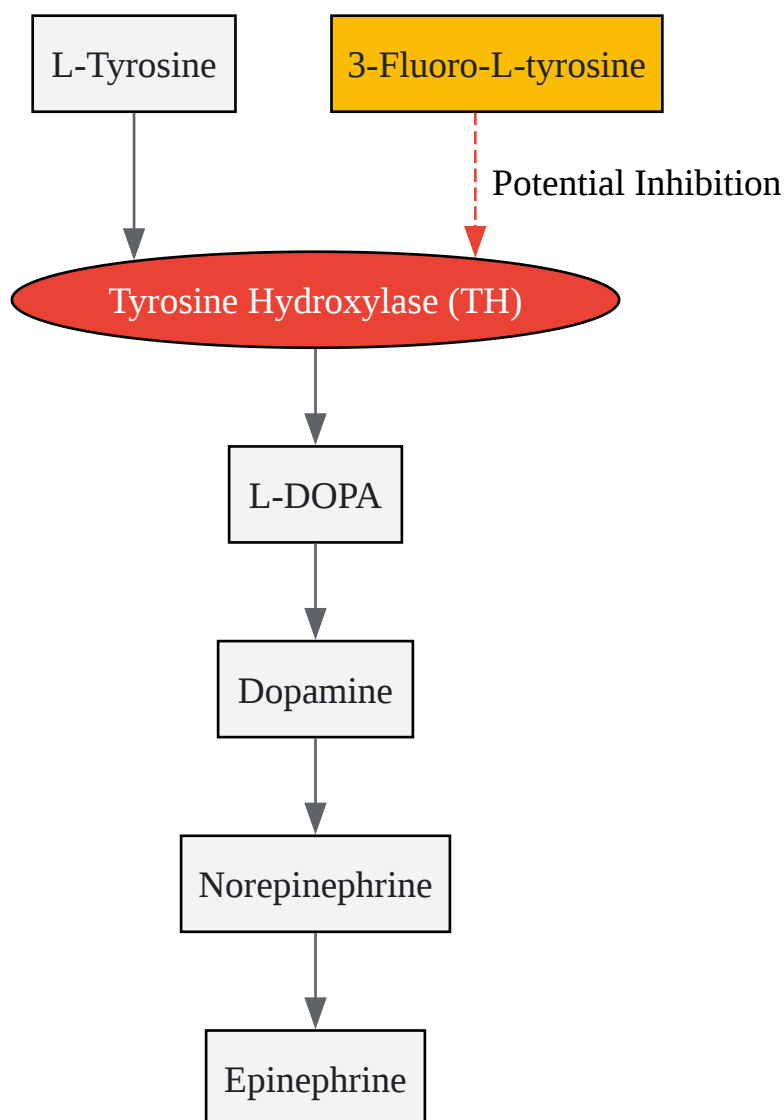 L-Tyrosine
3-Fluoro-L-tyrosine
Potential Inhibition
Tyrosine Hydroxylase (TH)
L-DOPA
Dopamine
Norepinephrine
Epinephrine